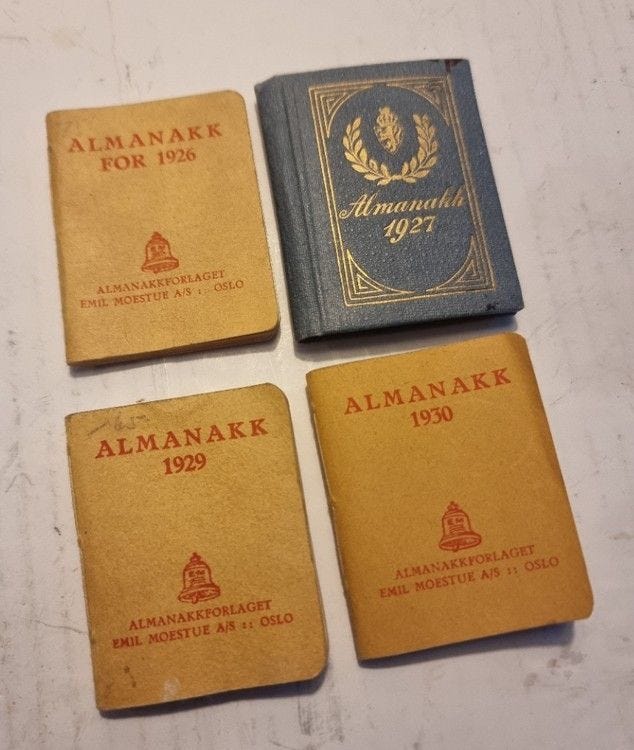 ALMANAKK
FOR 1926
ALMANAKKFORLAGET
EMIL MOESTUE A/S :: OSLO
Almanakk
1927
ALMANAKK
1929
ALMANAKKFORLAGET
EMIL MOESTUE A/S :: OSLO
ALMANAKK
1930
ALMANAKKFORLAGET
EMIL MOESTUE A/S :: OSLO